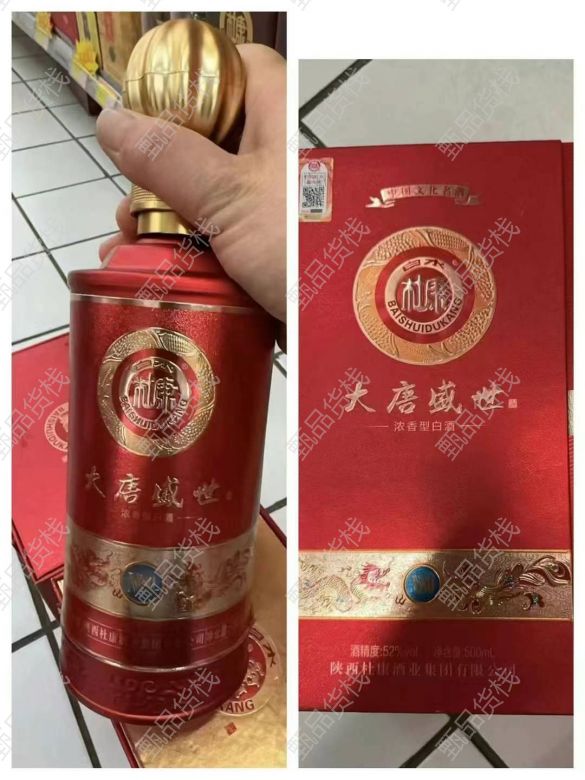 白水
杜康
BAISHUIDUKANG
大唐盛世
浓香型白酒
中国文化名酒
白水
杜康
BAISHUIDUKANG
大唐盛世
浓香型白酒
酒精度:52%vol 净含量:500mL
陕西杜康酒业集团有限公司
甄品货栈